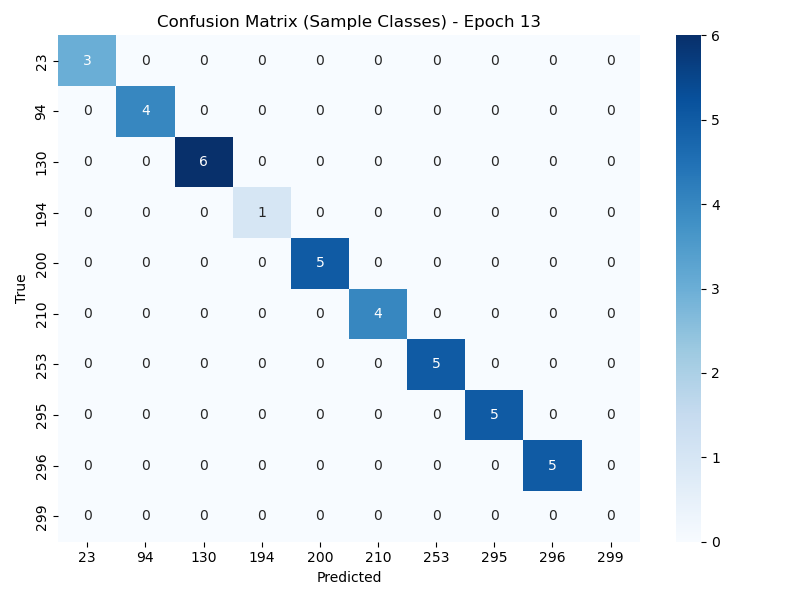 Confusion Matrix (Sample Classes) - Epoch 13
23 3 0 0 0 0 0 0 0 0 0
94 0 4 0 0 0 0 0 0 0 0
130 0 0 6 0 0 0 0 0 0 0
194 0 0 0 1 0 0 0 0 0 0
200 0 0 0 0 5 0 0 0 0 0
210 0 0 0 0 0 4 0 0 0 0
253 0 0 0 0 0 0 5 0 0 0
295 0 0 0 0 0 0 0 5 0 0
296 0 0 0 0 0 0 0 0 5 0
299 0 0 0 0 0 0 0 0 0 0
True
23 94 130 194 200 210 253 295 296 299
Predicted
6
5
4
3
2
1
0